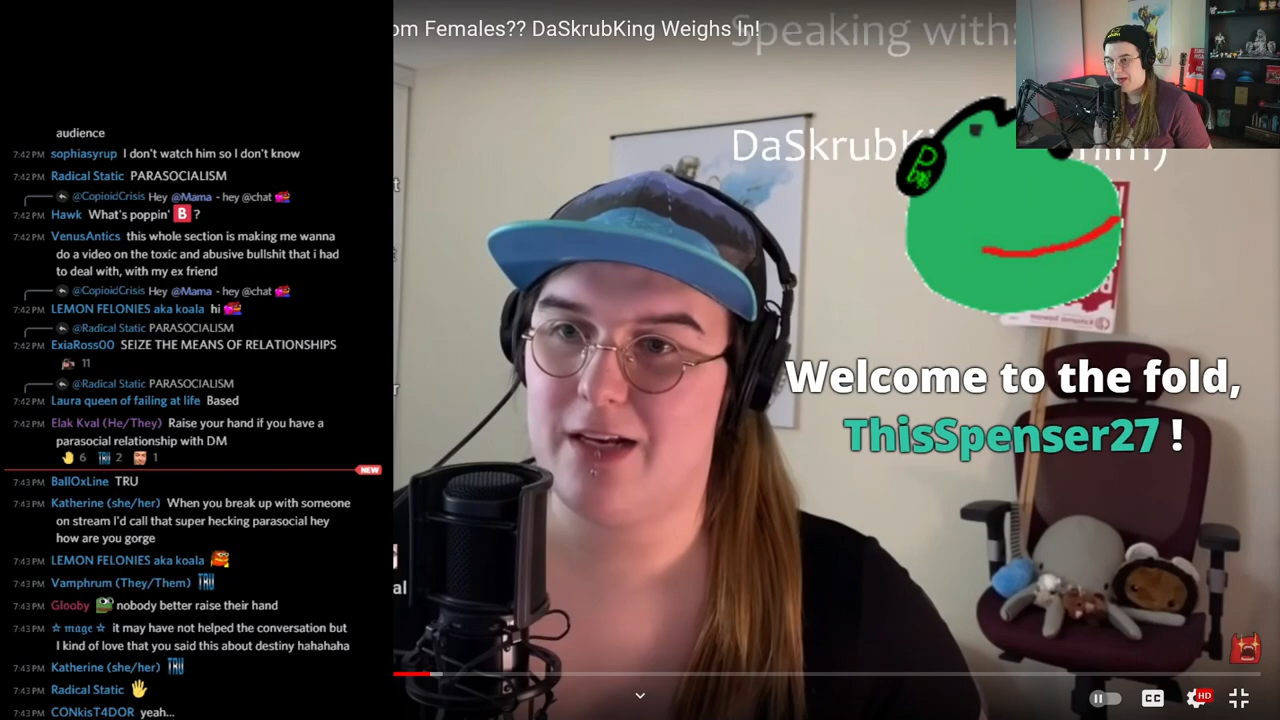 om Females?? DaSkrubKing Weighs In!
Speaking with:
DaSkrubK
him)
audience
7:42 PM sophiasyrup I don't watch him so I don't know
7:42 PM Radical Static PARASOCIALISM
@CopioidCrisis Hey @Mama - hey @chat
7:42 PM Hawk What's poppin' B ?
7:42 PM VenusAntics this whole section is making me wanna
do a video on the toxic and abusive bullshit that i had
to deal with, with my ex friend
@CopioidCrisis Hey @Mama - hey @chat
7:42 PM LEMON FELONIES aka koala hi
@Radical Static PARASOCIALISM
7:42 PM ExiaRoss00 SEIZE THE MEANS OF RELATIONSHIPS
11
@Radical Static PARASOCIALISM
7:42 PM Laura queen of failing at life Based
7:42 PM Elak Kval (He/They) Raise your hand if you have a
parasocial relationship with DM
6 2 1
NEW
7:43 PM BallOxLine TRU
7:43 PM Katherine (she/her) When you break up with someone
on stream I'd call that super hecking parasocial hey
how are you gorge
7:43 PM LEMON FELONIES aka koala
7:43 PM Vamphrum (They/Them) TRU
7:43 PM Glooby nobody better raise their hand
7:43 PM ☆ mage ☆ it may have not helped the conversation but
I kind of love that you said this about destiny hahahaha
7:43 PM Katherine (she/her) TRU
7:43 PM Radical Static
7:43 PM CONkisT4DOR yeah...
Welcome to the fold,
ThisSpenser27 !
al
CC
HD